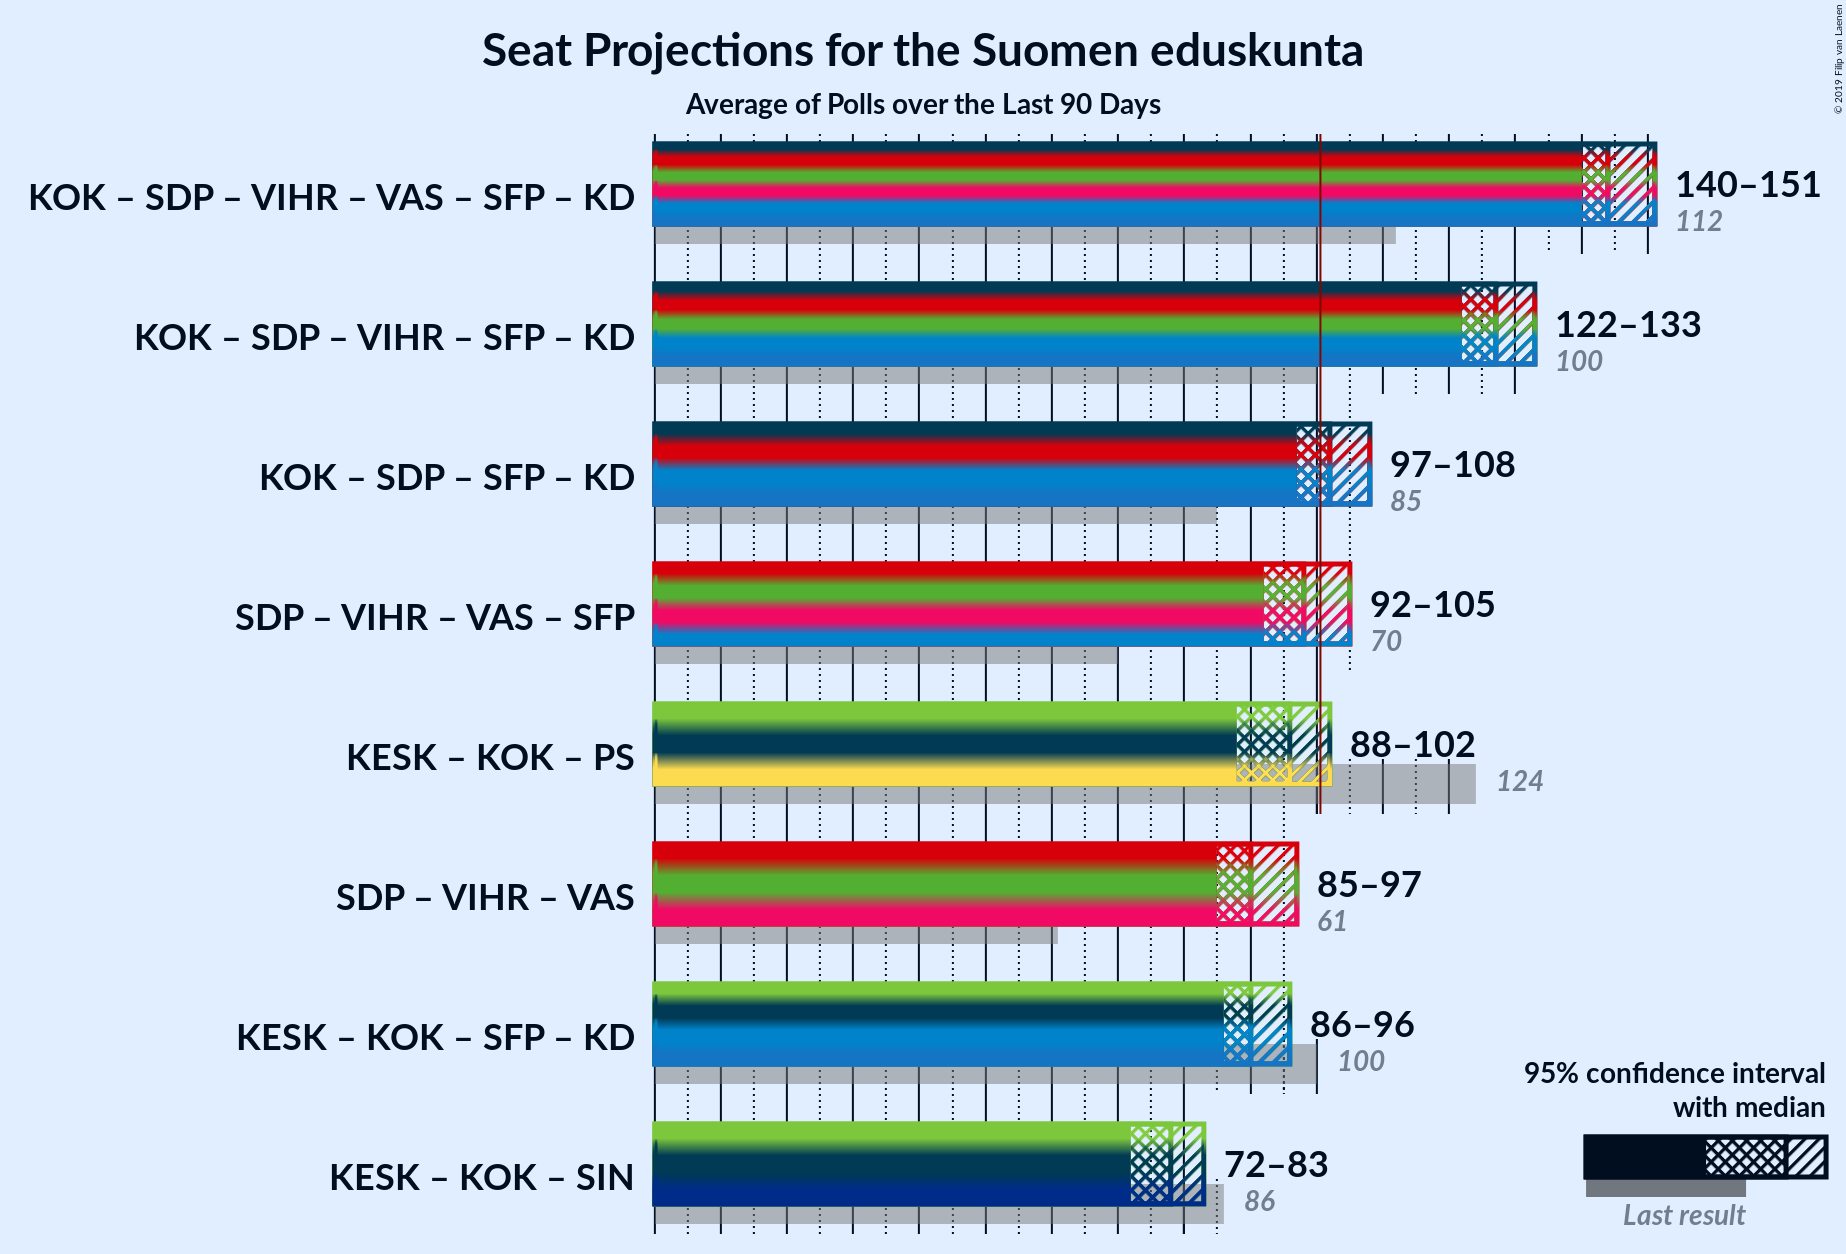 Seat Projections for the Suomen eduskunta
Average of Polls over the Last 90 Days
© 2019 Filip van Laenen
KOK – SDP – VIHR – VAS – SFP – KD
140–151
112
KOK – SDP – VIHR – SFP – KD
122–133
100
KOK – SDP – SFP – KD
97–108
85
SDP – VIHR – VAS – SFP
92–105
70
KESK – KOK – PS
88–102
124
SDP – VIHR – VAS
85–97
61
KESK – KOK – SFP – KD
86–96
100
KESK – KOK – SIN
72–83
86
95% confidence interval
with median
Last result